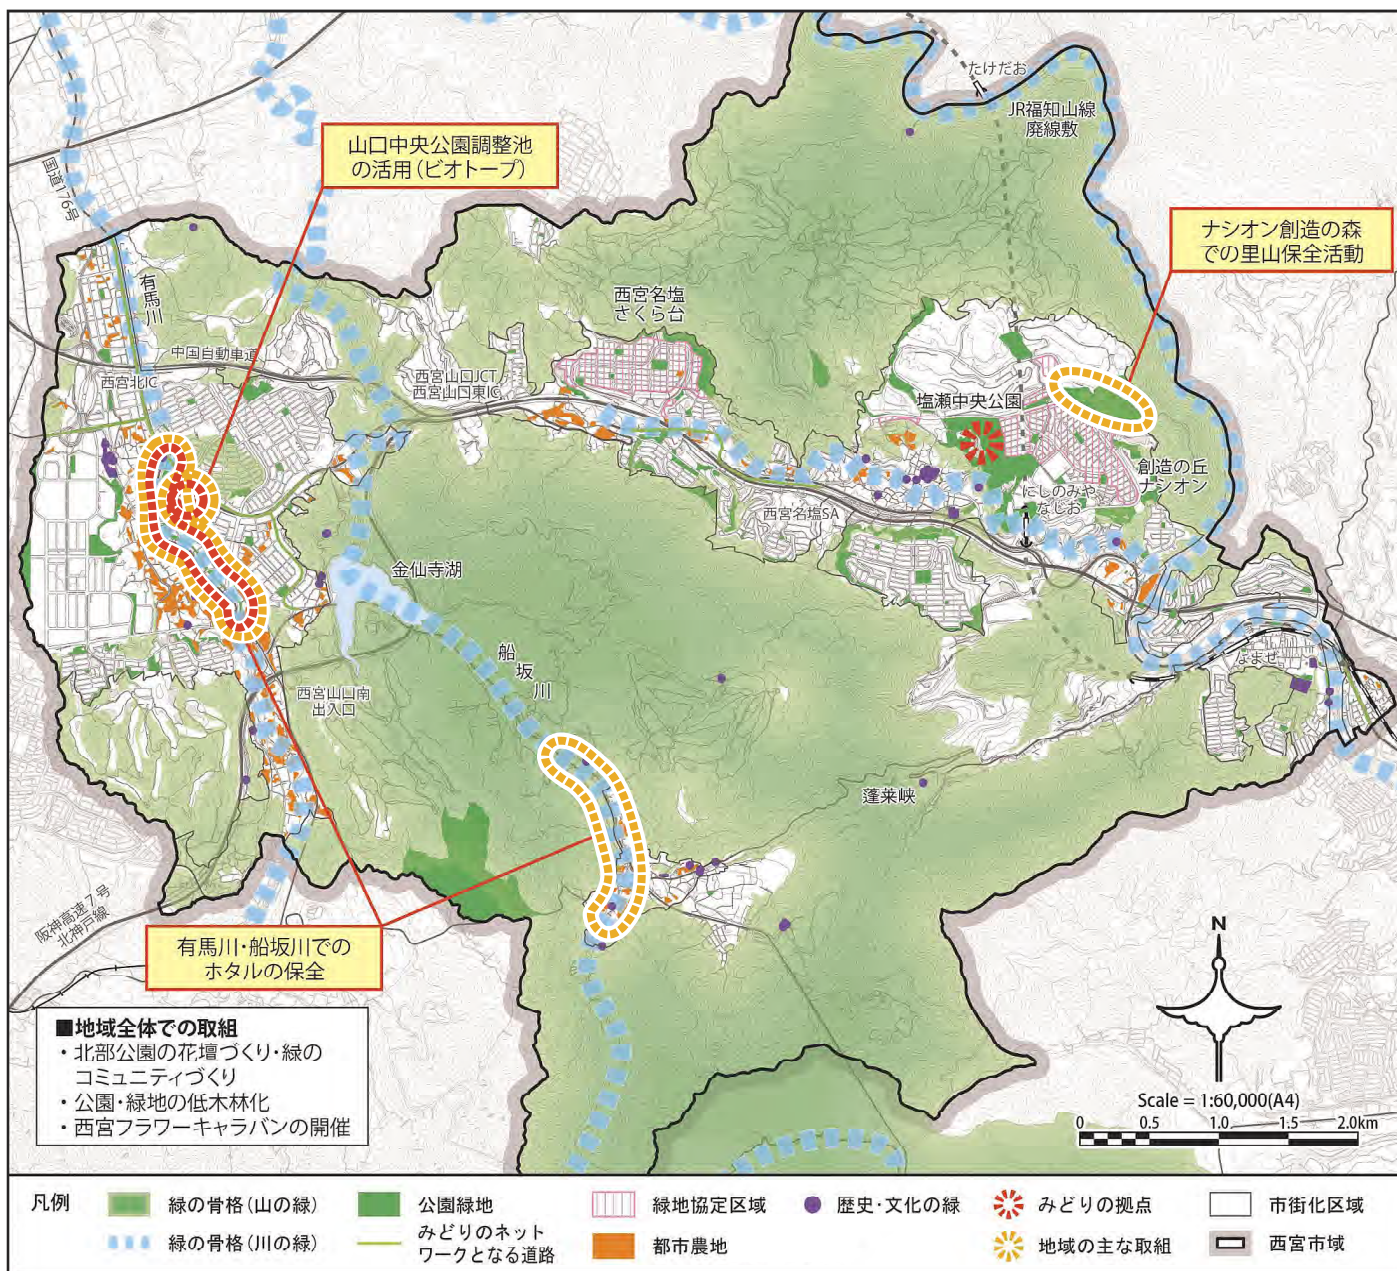 たけだお
JR福知山線
廃線敷
山口中央公園調整池
の活用(ビオトープ)
国道176号
ナシオン創造の森
での里山保全活動
有馬川
西宮名塩
さくら台
中国自動車道
西宮北IC
西宮山口JCT
西宮山口東IC
塩瀬中央公園
創造の丘
ナシオン
にしのみや
なしお
西宮名塩SA
金仙寺湖
船坂川
なまぜ
西宮山口南
出入口
蓬莱峡
阪神高速7号
北神戸線
有馬川・船坂川での
ホタルの保全
■地域全体での取組
・北部公園の花壇づくり・緑の
コミュニティづくり
・公園・緑地の低木林化
・西宮フラワーキャラバンの開催
N
Scale = 1:60,000(A4)
0 0.5 1.0 1.5 2.0km
凡例
緑の骨格(山の緑)
公園緑地
緑地協定区域
歴史・文化の緑
みどりの拠点
市街化区域
緑の骨格(川の緑)
みどりのネット
ワークとなる道路
都市農地
地域の主な取組
西宮市域